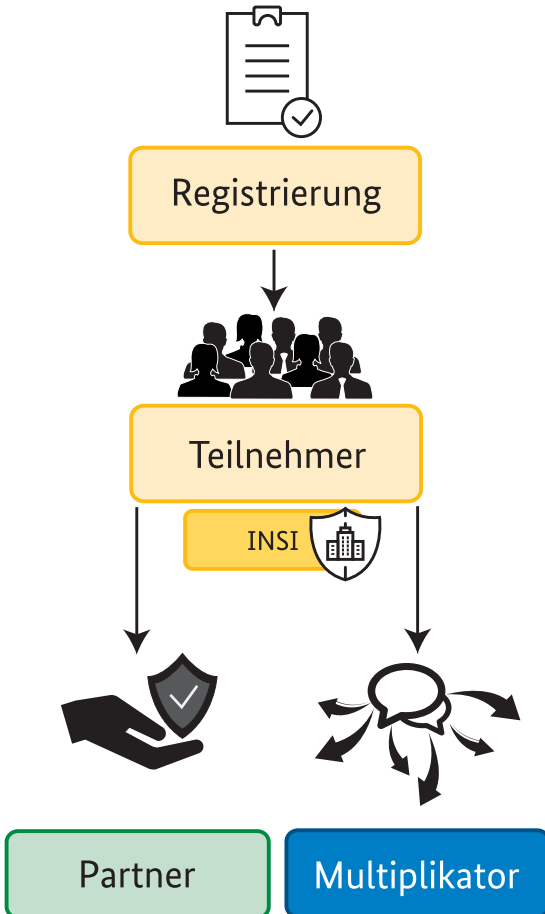 Registrierung
Teilnehmer
INSI
Partner
Multiplikator